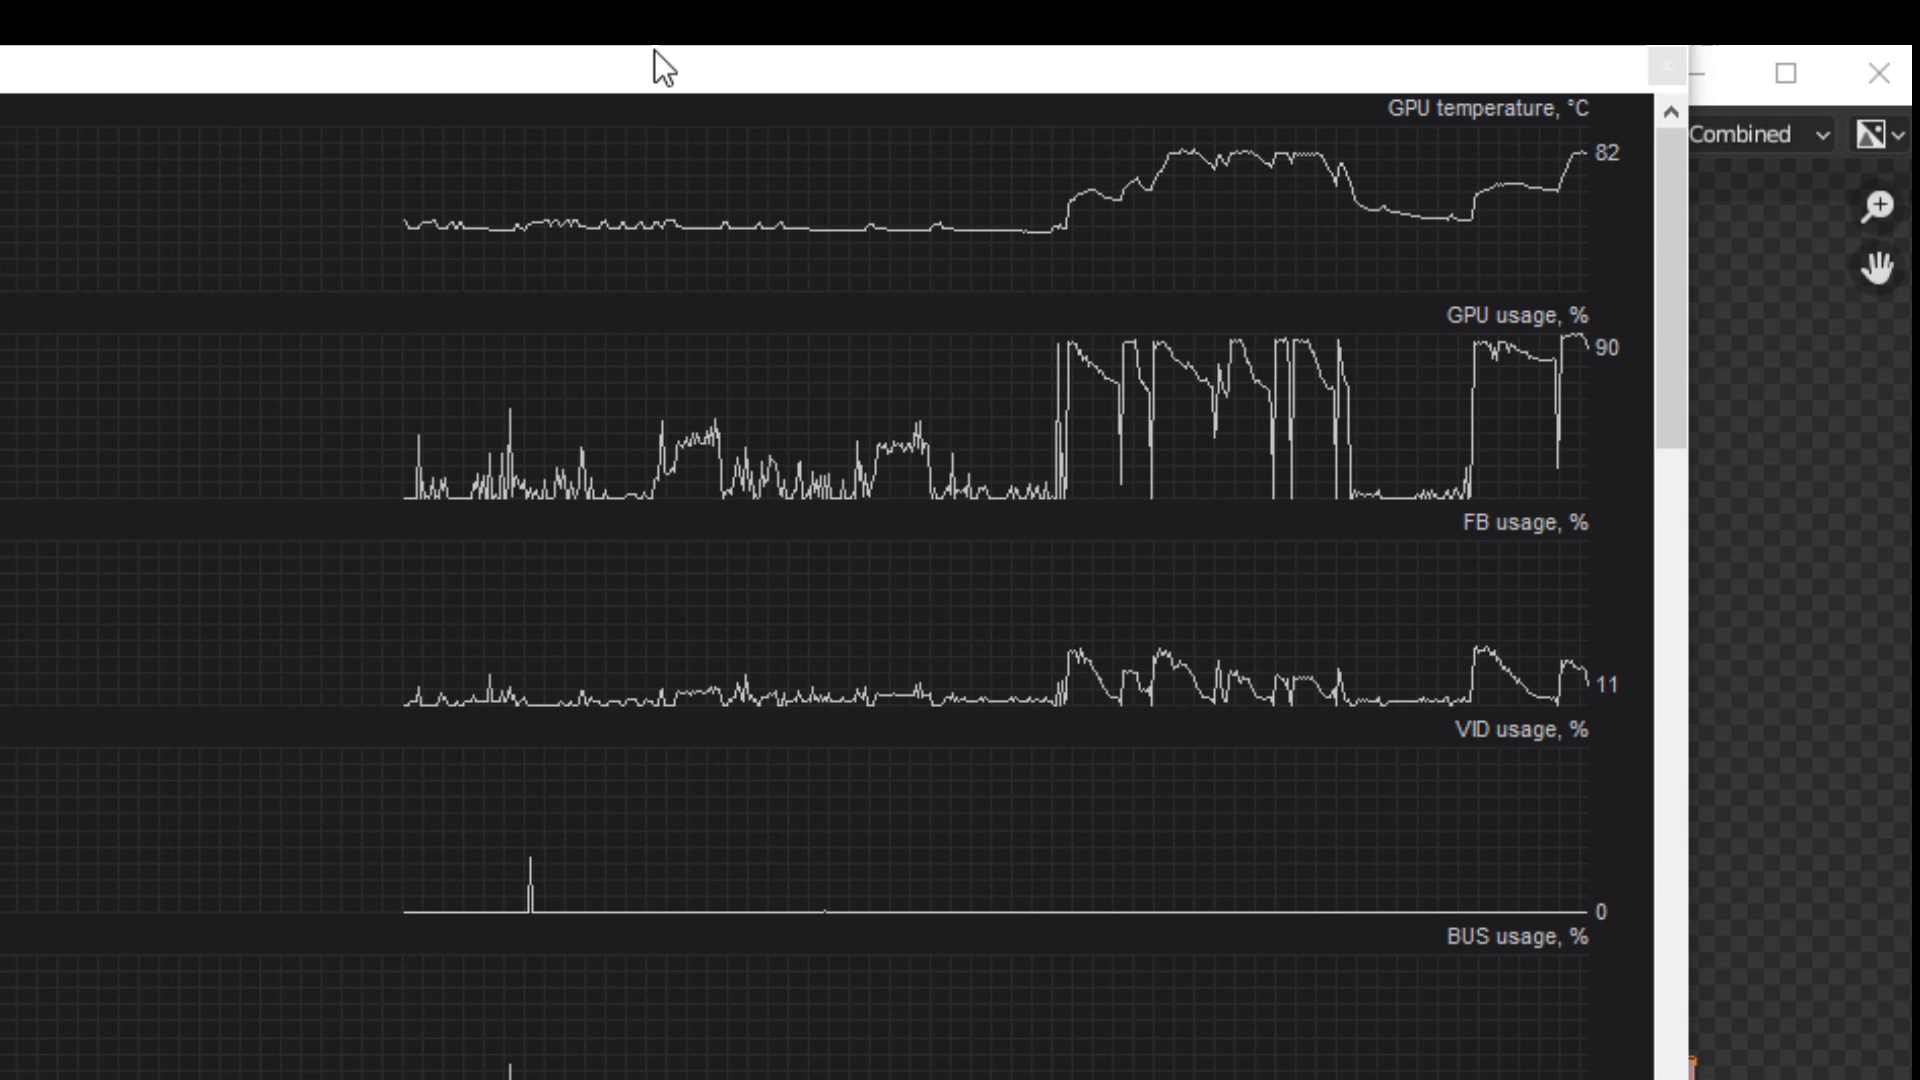 GPU temperature, °C
Combined
82
GPU usage, %
90
FB usage, %
11
VID usage, %
0
BUS usage, %